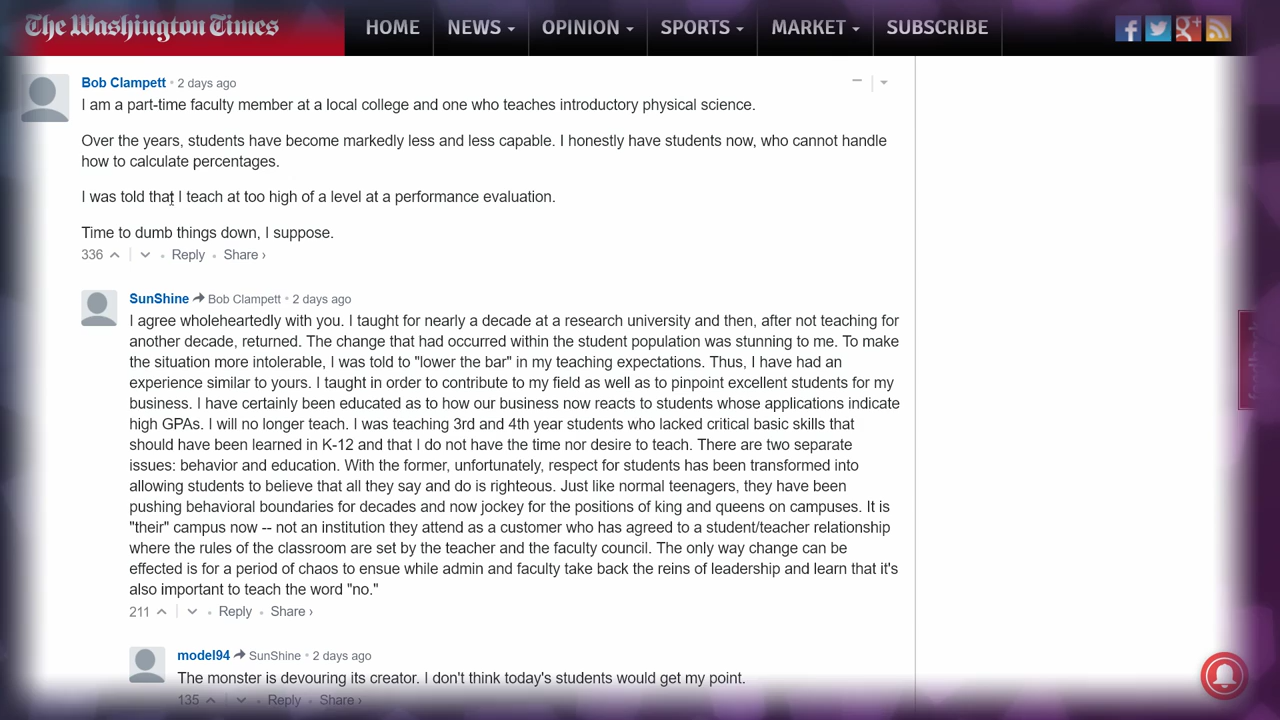 The Washington Times
HOME NEWS OPINION SPORTS MARKET SUBSCRIBE
Bob Clampett • 2 days ago
I am a part-time faculty member at a local college and one who teaches introductory physical science.
Over the years, students have become markedly less and less capable. I honestly have students now, who cannot handle
how to calculate percentages.
I was told that I teach at too high of a level at a performance evaluation.
Time to dumb things down, I suppose.
336 • Reply • Share ›
SunShine Bob Clampett • 2 days ago
I agree wholeheartedly with you. I taught for nearly a decade at a research university and then, after not teaching for
another decade, returned. The change that had occurred within the student population was stunning to me. To make
the situation more intolerable, I was told to "lower the bar" in my teaching expectations. Thus, I have had an
experience similar to yours. I taught in order to contribute to my field as well as to pinpoint excellent students for my
business. I have certainly been educated as to how our business now reacts to students whose applications indicate
high GPAs. I will no longer teach. I was teaching 3rd and 4th year students who lacked critical basic skills that
should have been learned in K-12 and that I do not have the time nor desire to teach. There are two separate
issues: behavior and education. With the former, unfortunately, respect for students has been transformed into
allowing students to believe that all they say and do is righteous. Just like normal teenagers, they have been
pushing behavioral boundaries for decades and now jockey for the positions of king and queens on campuses. It is
"their" campus now -- not an institution they attend as a customer who has agreed to a student/teacher relationship
where the rules of the classroom are set by the teacher and the faculty council. The only way change can be
effected is for a period of chaos to ensue while admin and faculty take back the reins of leadership and learn that it's
also important to teach the word "no."
211 • Reply • Share ›
model94 SunShine • 2 days ago
The monster is devouring its creator. I don't think today's students would get my point.
135 • Reply • Share ›
feedback